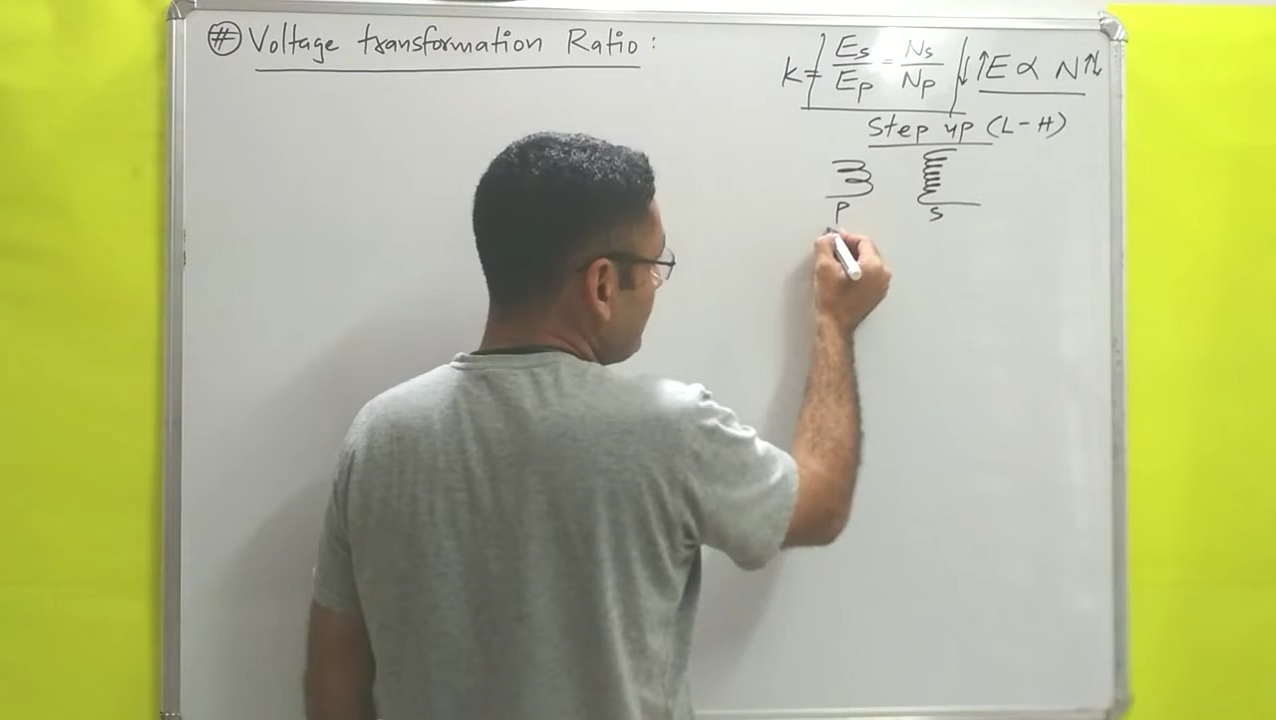 # Voltage transformation Ratio :
K = Es/Ep = Ns/Np ↓ ↑E ∝ N ↑↓
Step up (L-H)
P S